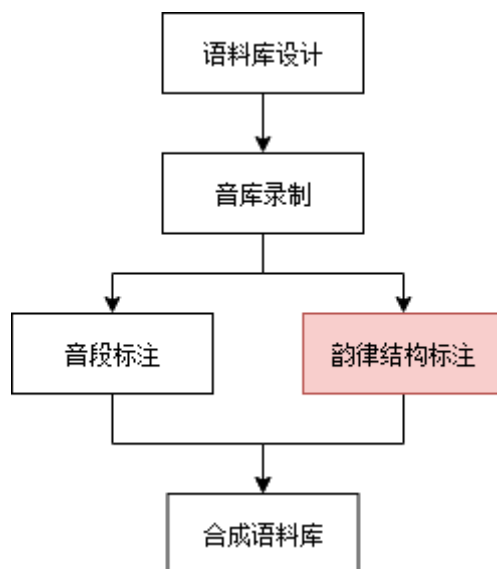 语料库设计
音库录制
音段标注
韵律结构标注
合成语料库